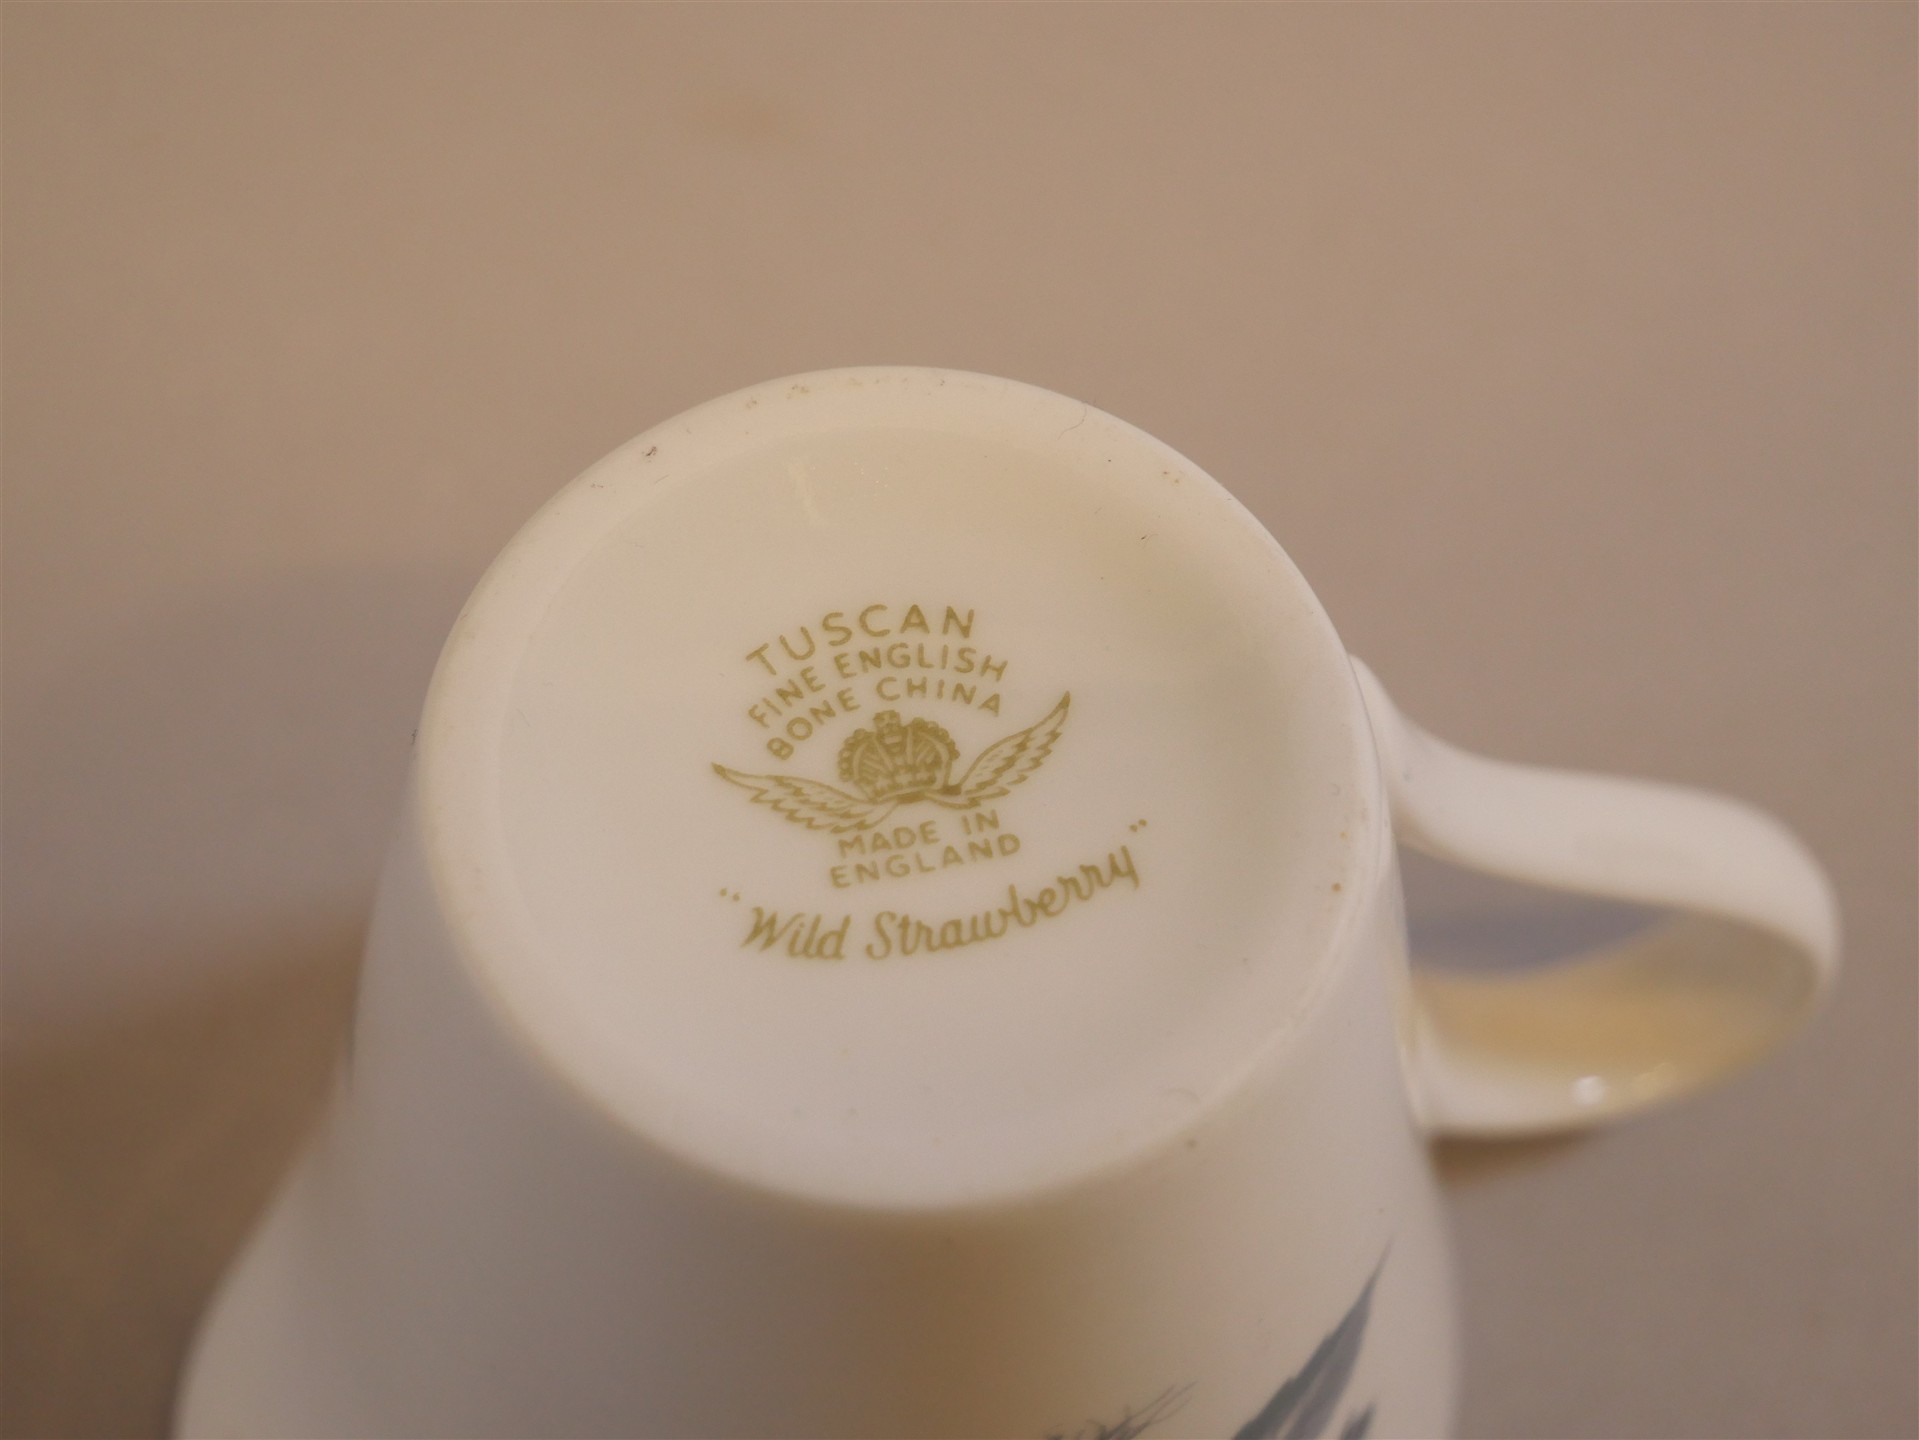 TUSCAN
FINE ENGLISH
BONE CHINA
MADE IN
ENGLAND
"Wild Strawberry"